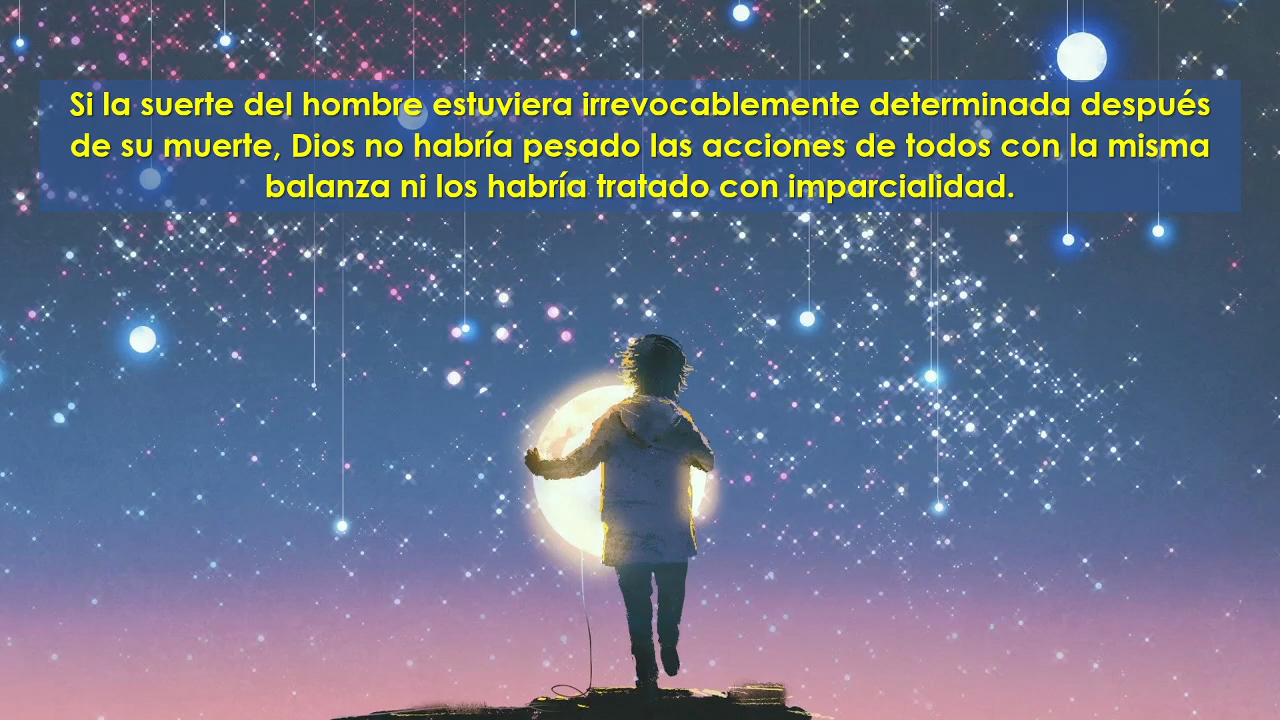 Si la suerte del hombre estuviera irrevocablemente determinada después
de su muerte, Dios no habría pesado las acciones de todos con la misma
balanza ni los habría tratado con imparcialidad.